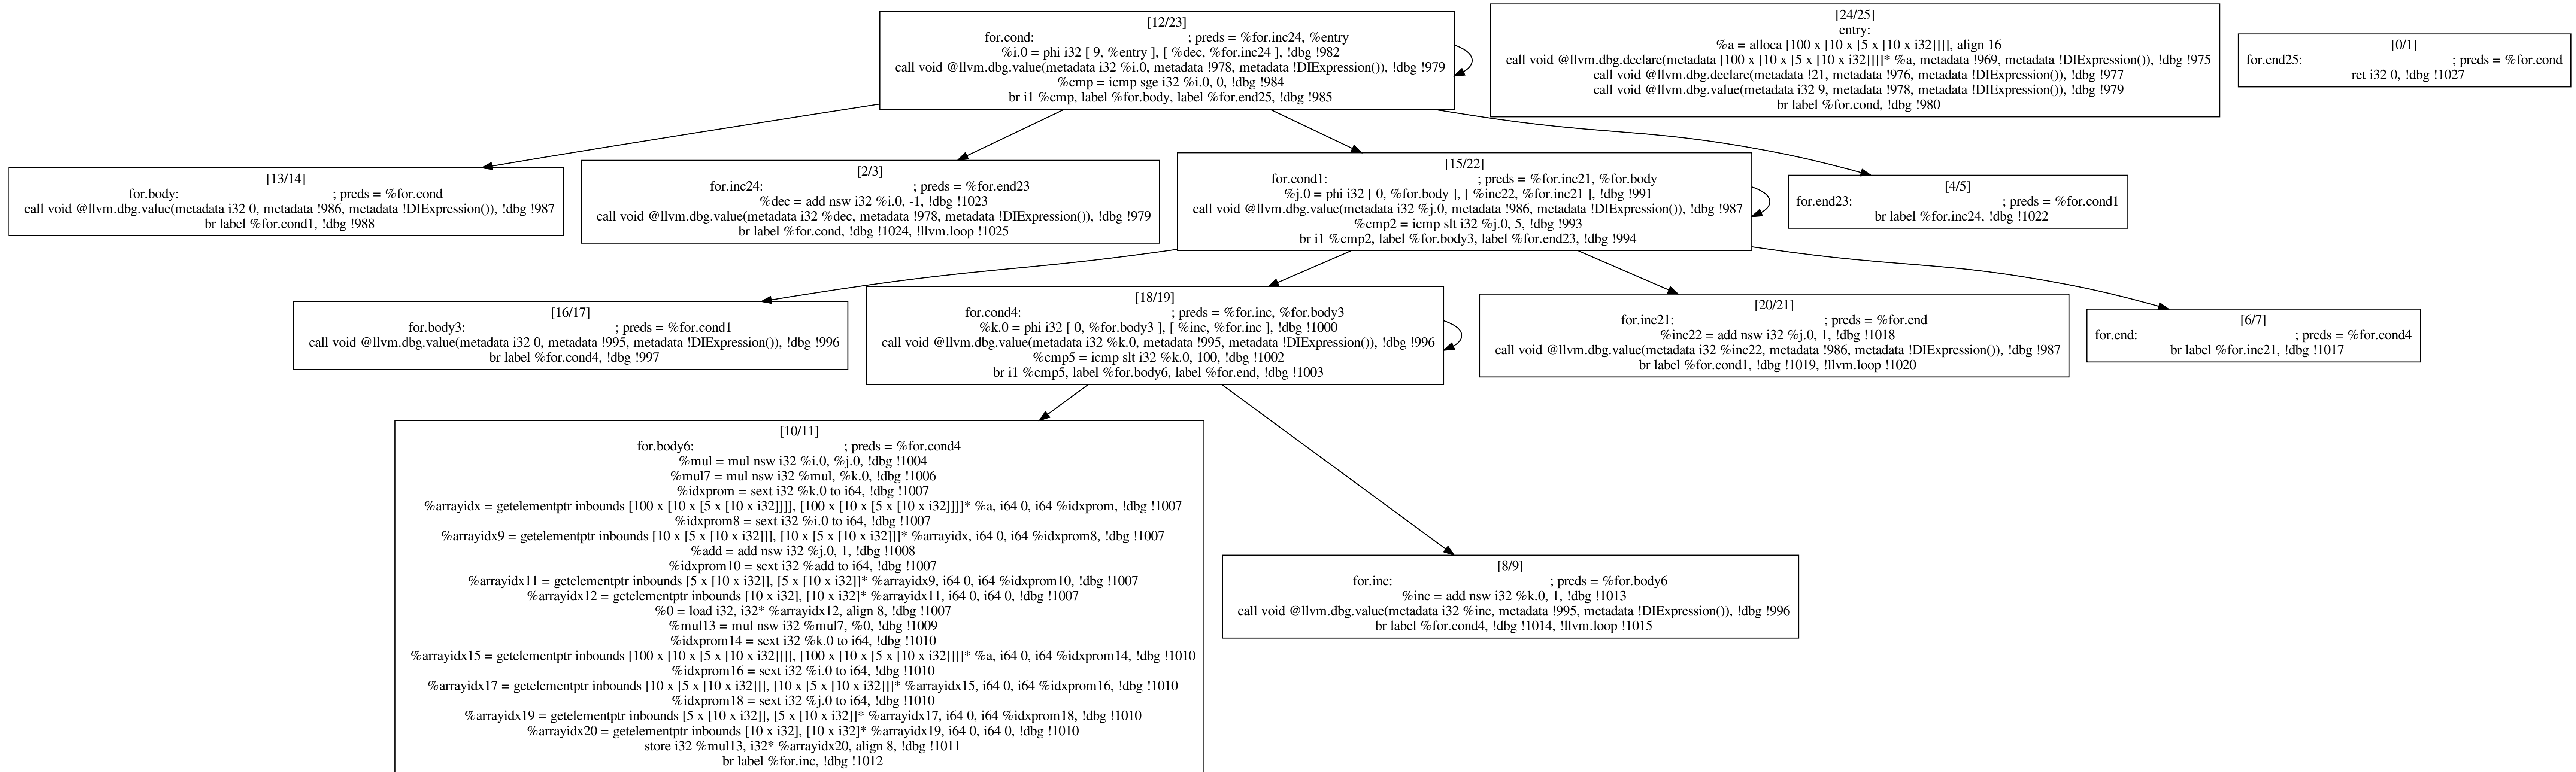 [12/23]
for.cond: ; preds = %for.inc24, %entry
%i.0 = phi i32 [ 9, %entry ], [ %dec, %for.inc24 ], !dbg !982
call void @llvm.dbg.value(metadata i32 %i.0, metadata !978, metadata !DIExpression()), !dbg !979
%cmp = icmp sge i32 %i.0, 0, !dbg !984
br i1 %cmp, label %for.body, label %for.end25, !dbg !985
[24/25]
entry:
%a = alloca [100 x [10 x [5 x [10 x i32]]]], align 16
call void @llvm.dbg.declare(metadata [100 x [10 x [5 x [10 x i32]]]]* %a, metadata !969, metadata !DIExpression()), !dbg !975
call void @llvm.dbg.declare(metadata !21, metadata !976, metadata !DIExpression()), !dbg !977
call void @llvm.dbg.value(metadata i32 9, metadata !978, metadata !DIExpression()), !dbg !979
br label %for.cond, !dbg !980
[0/1]
for.end25: ; preds = %for.cond
ret i32 0, !dbg !1027
[13/14]
for.body: ; preds = %for.cond
call void @llvm.dbg.value(metadata i32 0, metadata !986, metadata !DIExpression()), !dbg !987
br label %for.cond1, !dbg !988
[2/3]
for.inc24: ; preds = %for.end23
%dec = add nsw i32 %i.0, -1, !dbg !1023
call void @llvm.dbg.value(metadata i32 %dec, metadata !978, metadata !DIExpression()), !dbg !979
br label %for.cond, !dbg !1024, !llvm.loop !1025
[15/22]
for.cond1: ; preds = %for.inc21, %for.body
%j.0 = phi i32 [ 0, %for.body ], [ %inc22, %for.inc21 ], !dbg !991
call void @llvm.dbg.value(metadata i32 %j.0, metadata !986, metadata !DIExpression()), !dbg !987
%cmp2 = icmp slt i32 %j.0, 5, !dbg !993
br i1 %cmp2, label %for.body3, label %for.end23, !dbg !994
[4/5]
for.end23: ; preds = %for.cond1
br label %for.inc24, !dbg !1022
[16/17]
for.body3: ; preds = %for.cond1
call void @llvm.dbg.value(metadata i32 0, metadata !995, metadata !DIExpression()), !dbg !996
br label %for.cond4, !dbg !997
[18/19]
for.cond4: ; preds = %for.inc, %for.body3
%k.0 = phi i32 [ 0, %for.body3 ], [ %inc, %for.inc ], !dbg !1000
call void @llvm.dbg.value(metadata i32 %k.0, metadata !995, metadata !DIExpression()), !dbg !996
%cmp5 = icmp slt i32 %k.0, 100, !dbg !1002
br i1 %cmp5, label %for.body6, label %for.end, !dbg !1003
[20/21]
for.inc21: ; preds = %for.end
%inc22 = add nsw i32 %j.0, 1, !dbg !1018
call void @llvm.dbg.value(metadata i32 %inc22, metadata !986, metadata !DIExpression()), !dbg !987
br label %for.cond1, !dbg !1019, !llvm.loop !1020
[6/7]
for.end: ; preds = %for.cond4
br label %for.inc21, !dbg !1017
[10/11]
for.body6: ; preds = %for.cond4
%mul = mul nsw i32 %i.0, %j.0, !dbg !1004
%mul7 = mul nsw i32 %mul, %k.0, !dbg !1006
%idxprom = sext i32 %k.0 to i64, !dbg !1007
%arrayidx = getelementptr inbounds [100 x [10 x [5 x [10 x i32]]]], [100 x [10 x [5 x [10 x i32]]]]* %a, i64 0, i64 %idxprom, !dbg !1007
%idxprom8 = sext i32 %i.0 to i64, !dbg !1007
%arrayidx9 = getelementptr inbounds [10 x [5 x [10 x i32]]], [10 x [5 x [10 x i32]]]* %arrayidx, i64 0, i64 %idxprom8, !dbg !1007
%add = add nsw i32 %j.0, 1, !dbg !1008
%idxprom10 = sext i32 %add to i64, !dbg !1007
%arrayidx11 = getelementptr inbounds [5 x [10 x i32]], [5 x [10 x i32]]* %arrayidx9, i64 0, i64 %idxprom10, !dbg !1007
%arrayidx12 = getelementptr inbounds [10 x i32], [10 x i32]* %arrayidx11, i64 0, i64 0, !dbg !1007
%0 = load i32, i32* %arrayidx12, align 8, !dbg !1007
%mul13 = mul nsw i32 %mul7, %0, !dbg !1009
%idxprom14 = sext i32 %k.0 to i64, !dbg !1010
%arrayidx15 = getelementptr inbounds [100 x [10 x [5 x [10 x i32]]]], [100 x [10 x [5 x [10 x i32]]]]* %a, i64 0, i64 %idxprom14, !dbg !1010
%idxprom16 = sext i32 %i.0 to i64, !dbg !1010
%arrayidx17 = getelementptr inbounds [10 x [5 x [10 x i32]]], [10 x [5 x [10 x i32]]]* %arrayidx15, i64 0, i64 %idxprom16, !dbg !1010
%idxprom18 = sext i32 %j.0 to i64, !dbg !1010
%arrayidx19 = getelementptr inbounds [5 x [10 x i32]], [5 x [10 x i32]]* %arrayidx17, i64 0, i64 %idxprom18, !dbg !1010
%arrayidx20 = getelementptr inbounds [10 x i32], [10 x i32]* %arrayidx19, i64 0, i64 0, !dbg !1010
store i32 %mul13, i32* %arrayidx20, align 8, !dbg !1011
br label %for.inc, !dbg !1012
[8/9]
for.inc: ; preds = %for.body6
%inc = add nsw i32 %k.0, 1, !dbg !1013
call void @llvm.dbg.value(metadata i32 %inc, metadata !995, metadata !DIExpression()), !dbg !996
br label %for.cond4, !dbg !1014, !llvm.loop !1015